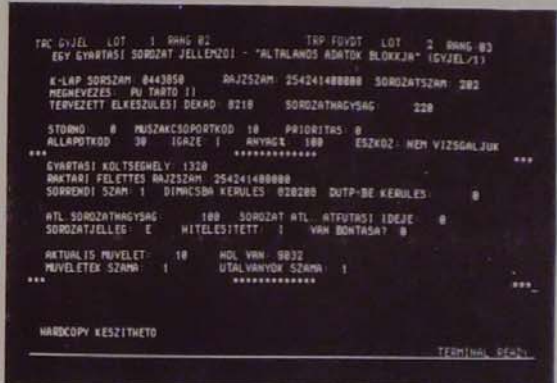 TRC GYJEL LOT 1 RANG 02 TRP FOVDT LOT 2 RANG 03
EGY GYARTASI SOROZAT JELLEMZOI - "ALTALANOS ADATOK BLOKKJA" (GYJEL/1)
K-LAP SORSZAM: 0443050 RAJZSZAM: 254241400000 SOROZATSZAM: 202
MEGNEVEZES: PU TARTO II
TERVEZETT ELKESZULESI DEKAD: 0210 SOROZATNAGYSAG: 220
STORNO: 0 MUSZAKCSOPORTKOD: 10 PRIORITAS: 0
ALLAPOTKOD: 30 IGAZE: I ANYAG% 100 ESZKOZ: NEM VIZSGALJUK
*** ************* ***
GYARTASI KOLTSEGHELY: 1320
RAKTARI FELETTES RAJZSZAM: 254241400000
SORRENDI SZAM: 1 DIMACSBA KERULES: 020200 DUTP-BE KERULES: 0
ATL.SOROZATNAGYSAG: 100 SOROZAT ATL. ATFUTASI IDEJE: 0
SOROZATJELLEG: E HITELESITETT: I VAN BONTASA? 0
AKTUALIS MUVELET: 10 HOL VAN: 9032
MUVELETEK SZAMA: 1 UTALVANYOK SZAMA: 1
*** ************* ***
HARDCOPY KESZITHETO
TERMINAL READY